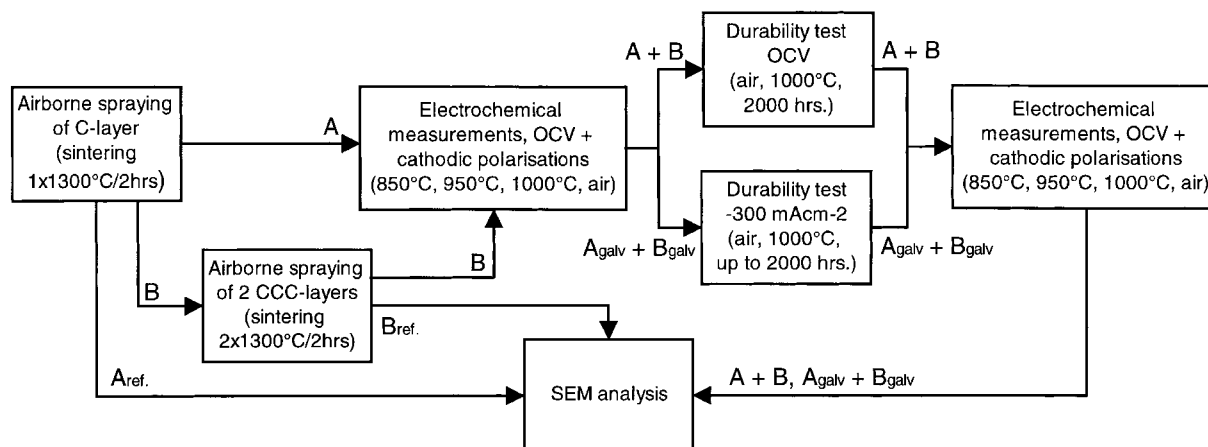 Airborne spraying
of C-layer
(sintering
1x1300°C/2hrs)
A
B
Aref.
Airborne spraying
of 2 CCC-layers
(sintering
2x1300°C/2hrs)
B
Bref.
Electrochemical
measurements, OCV +
cathodic polarisations
(850°C, 950°C, 1000°C, air)
A + B
Agalv + Bgalv
Durability test
OCV
(air, 1000°C,
2000 hrs.)
Durability test
-300 mAcm-2
(air, 1000°C,
up to 2000 hrs.)
A + B
Agalv + Bgalv
Electrochemical
measurements, OCV +
cathodic polarisations
(850°C, 950°C, 1000°C, air)
A + B, Agalv + Bgalv
SEM analysis